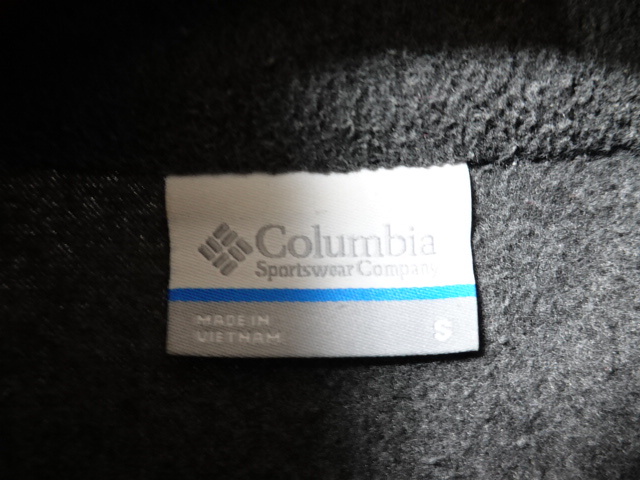 Columbia
Sportswear Company
MADE IN
VIETNAM
S